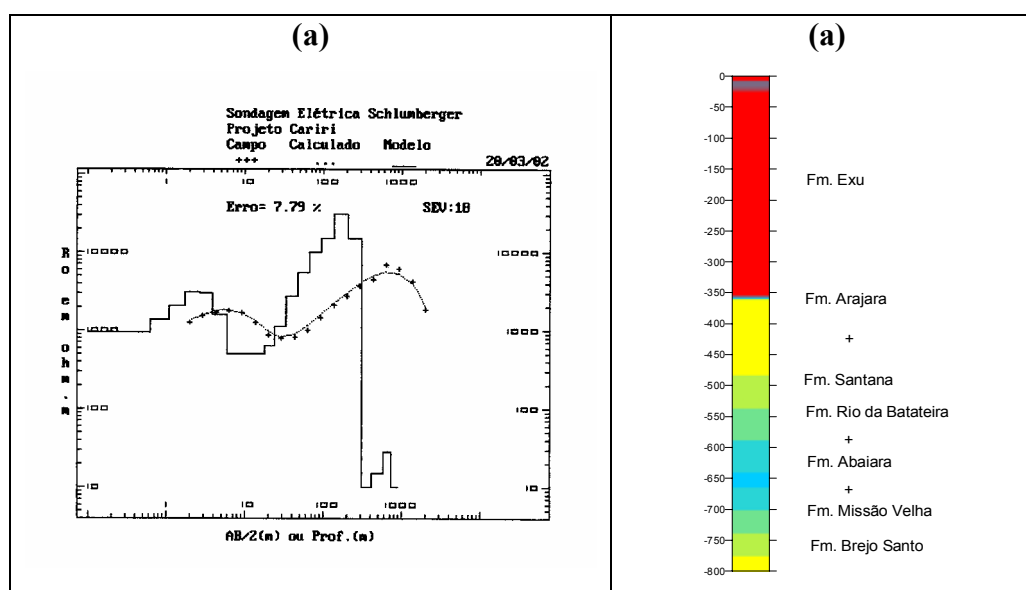 (a)
Sondagem Elétrica Schlumberger
Projeto Cariri
Campo Calculado Modelo
+++ ... 
20/03/02
1 10 100 1000
Erro= 7.79 % SEV:18
Ro em ohm.m
10000 10000
1000 1000
100 100
10 10
1 10 100 1000
AB/2(m) ou Prof.(m)
(a)
0
-50
-100
-150
Fm. Exu
-200
-250
-300
-350
Fm. Arajara
-400
+
-450
Fm. Santana
-500
Fm. Rio da Batateira
-550
+
-600
Fm. Abaiara
-650
+
-700
Fm. Missão Velha
-750
Fm. Brejo Santo
-800